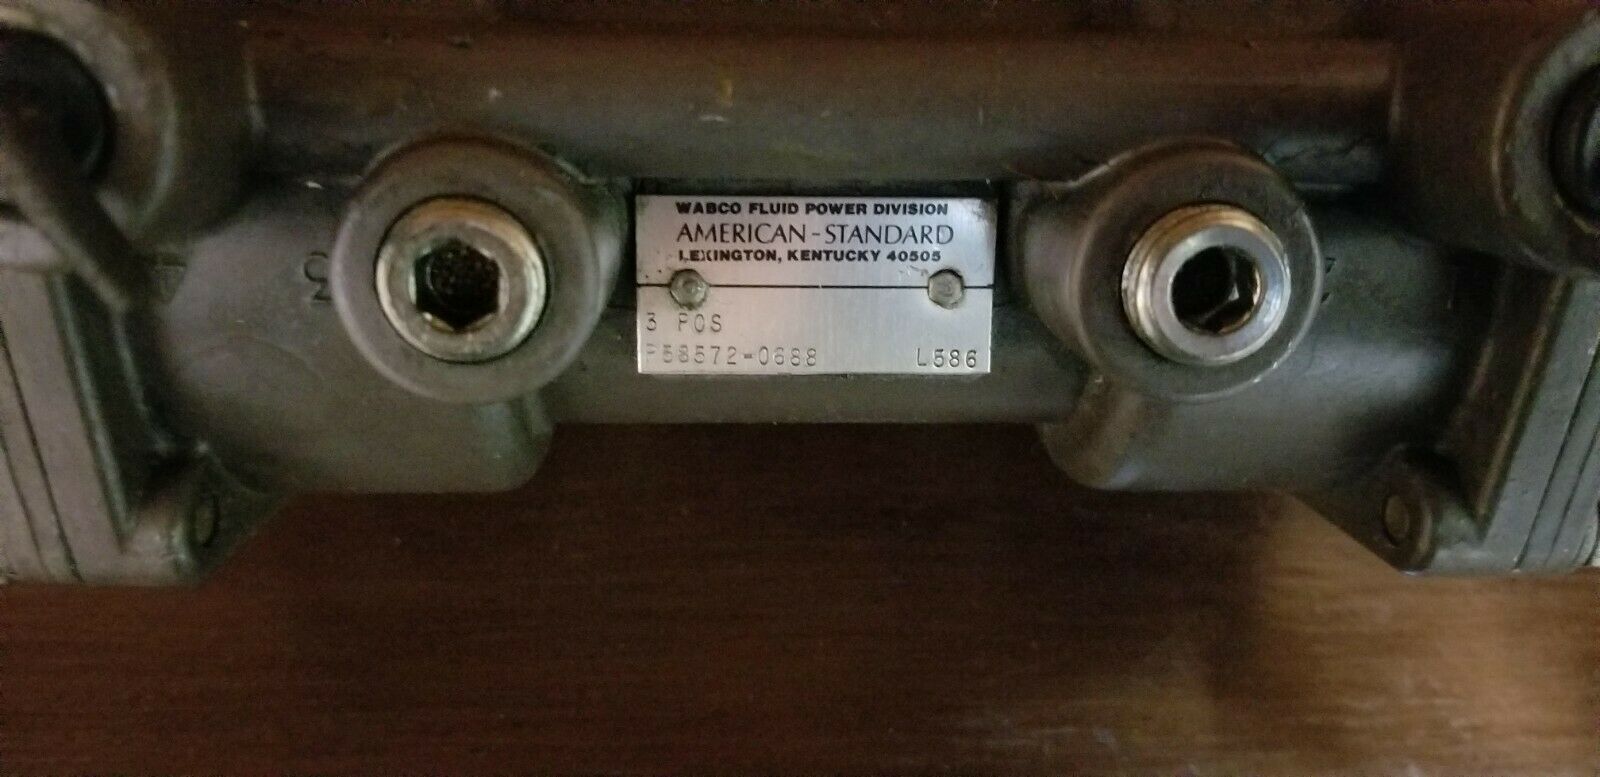 WABCO FLUID POWER DIVISION
AMERICAN-STANDARD
LEXINGTON, KENTUCKY 40505
3 POS
P58572-0688 L586